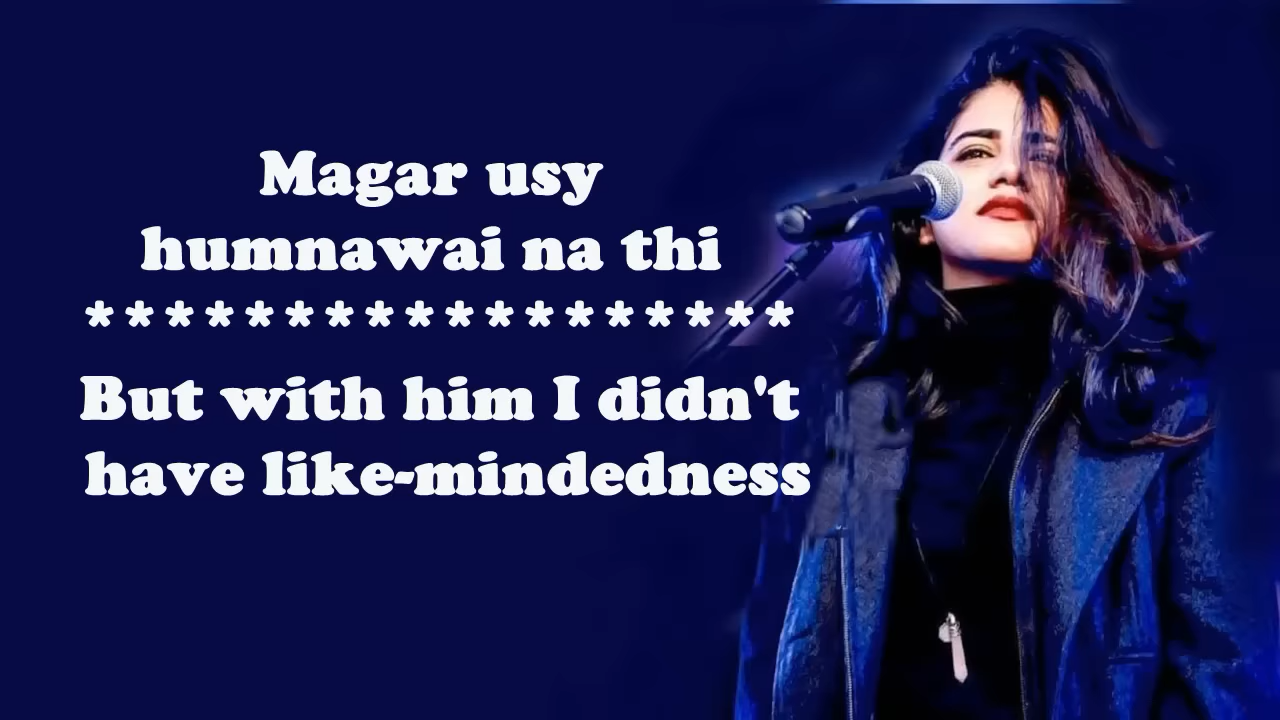 Magar usy
humnawai na thi
******************
But with him I didn't
have like-mindedness